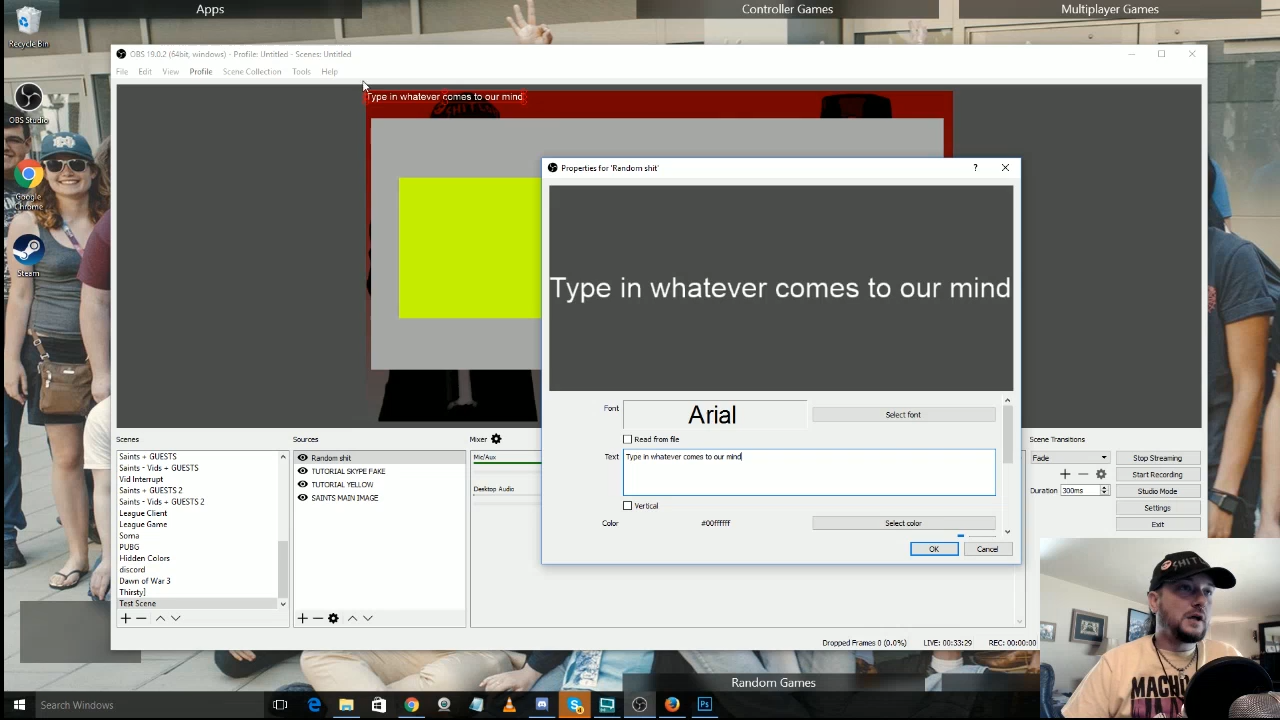 Apps
Controller Games
Multiplayer Games
Recycle Bin
OBS 19.0.2 (64bit, windows) - Profile: Untitled - Scenes: Untitled
File Edit View Profile Scene Collection Tools Help
OBS Studio
Google Chrome
Steam
Type in whatever comes to our mind
Properties for 'Random shit'
Type in whatever comes to our mind
Font
Arial
Select font
Read from file
Text
Type in whatever comes to our mind
Vertical
Color
#00ffffff
Select color
OK
Cancel
Scenes
Saints + GUESTS
Saints - Vids + GUESTS
Vid Interrupt
Saints + GUESTS 2
Saints - Vids + GUESTS 2
League Client
League Game
Soma
PUBG
Hidden Colors
discord
Dawn of War 3
Thirsty]
Test Scene
Sources
Random shit
TUTORIAL SKYPE FAKE
TUTORIAL YELLOW
SAINTS MAIN IMAGE
Mixer
Mic/Aux
Desktop Audio
Scene Transitions
Fade
Duration 300ms
Stop Streaming
Start Recording
Studio Mode
Settings
Exit
Dropped Frames 0 (0.0%)
LIVE: 00:33:29
REC: 00:00:00
Random Games
Search Windows